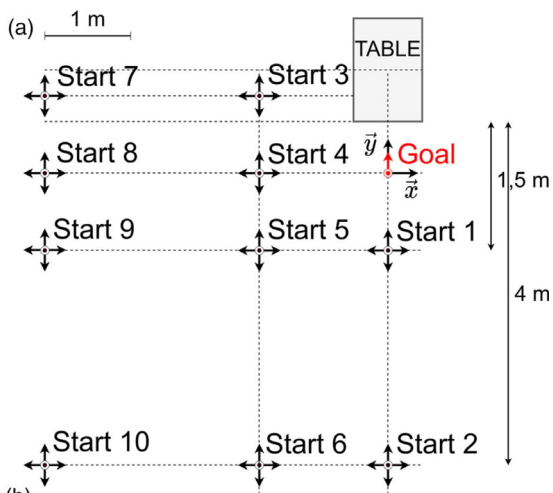 (a)
1 m
TABLE
Start 7
Start 3
Start 8
Start 4
y
Goal
x
1,5 m
Start 9
Start 5
Start 1
4 m
Start 10
Start 6
Start 2